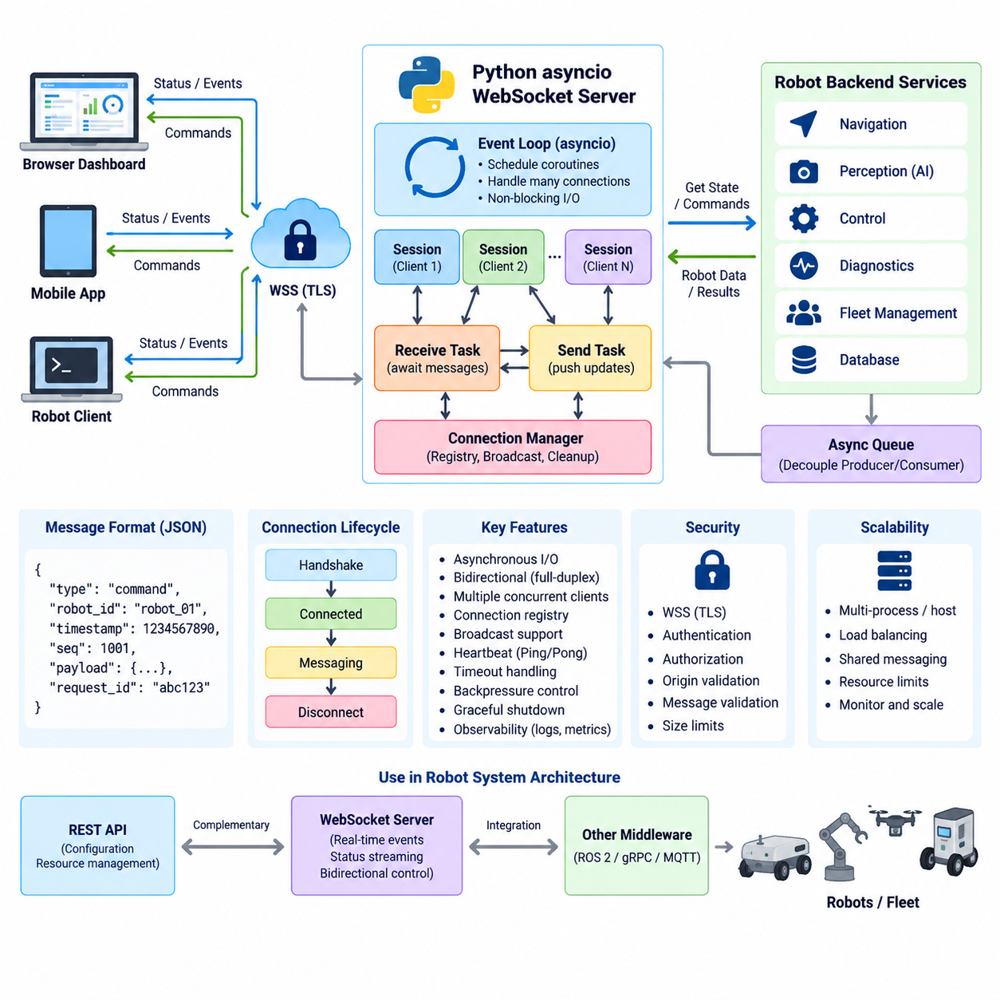 Status / Events
Commands
Browser Dashboard
Status / Events
Commands
Mobile App
Status / Events
Commands
Robot Client
WSS (TLS)
Python asyncio
WebSocket Server
Event Loop (asyncio)
• Schedule coroutines
• Handle many connections
• Non-blocking I/O
Session
(Client 1)
Session
(Client 2)
...
Session
(Client N)
Receive Task
(await messages)
Send Task
(push updates)
Connection Manager
(Registry, Broadcast, Cleanup)
Get State
/ Commands
Robot Data
/ Results
Robot Backend Services
Navigation
Perception (AI)
Control
Diagnostics
Fleet Management
Database
Async Queue
(Decouple Producer/Consumer)
Message Format (JSON)
{
"type": "command",
"robot_id": "robot_01",
"timestamp": 1234567890,
"seq": 1001,
"payload": {...},
"request_id": "abc123"
}
Connection Lifecycle
Handshake
Connected
Messaging
Disconnect
Key Features
• Asynchronous I/O
• Bidirectional (full-duplex)
• Multiple concurrent clients
• Connection registry
• Broadcast support
• Heartbeat (Ping/Pong)
• Timeout handling
• Backpressure control
• Graceful shutdown
• Observability (logs, metrics)
Security
• WSS (TLS)
• Authentication
• Authorization
• Origin validation
• Message validation
• Size limits
Scalability
• Multi-process / host
• Load balancing
• Shared messaging
• Resource limits
• Monitor and scale
Use in Robot System Architecture
REST API
(Configuration
Resource management)
Complementary
WebSocket Server
(Real-time events
Status streaming
Bidirectional control)
Integration
Other Middleware
(ROS 2 / gRPC / MQTT)
Robots / Fleet